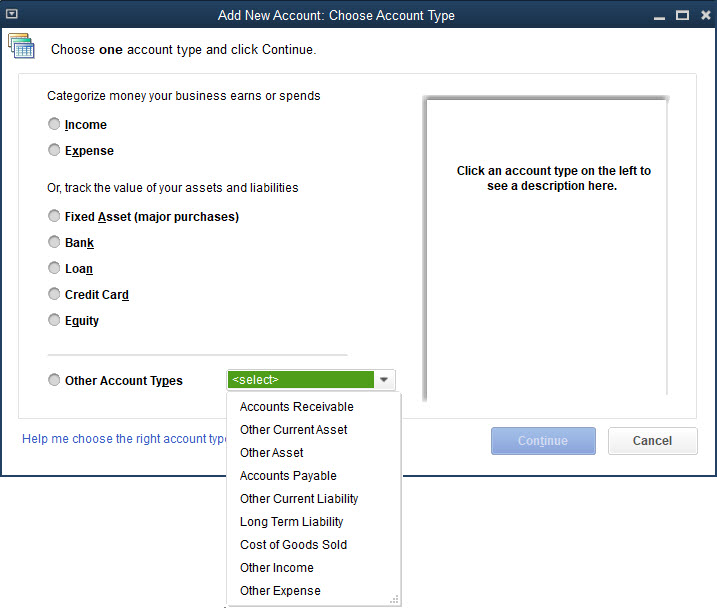 Add New Account: Choose Account Type
Choose one account type and click Continue.
Categorize money your business earns or spends
Income
Expense
Or, track the value of your assets and liabilities
Fixed Asset (major purchases)
Bank
Loan
Credit Card
Equity
Other Account Types
<select>
Accounts Receivable
Other Current Asset
Other Asset
Accounts Payable
Other Current Liability
Long Term Liability
Cost of Goods Sold
Other Income
Other Expense
Click an account type on the left to
see a description here.
Help me choose the right account type
Continue
Cancel